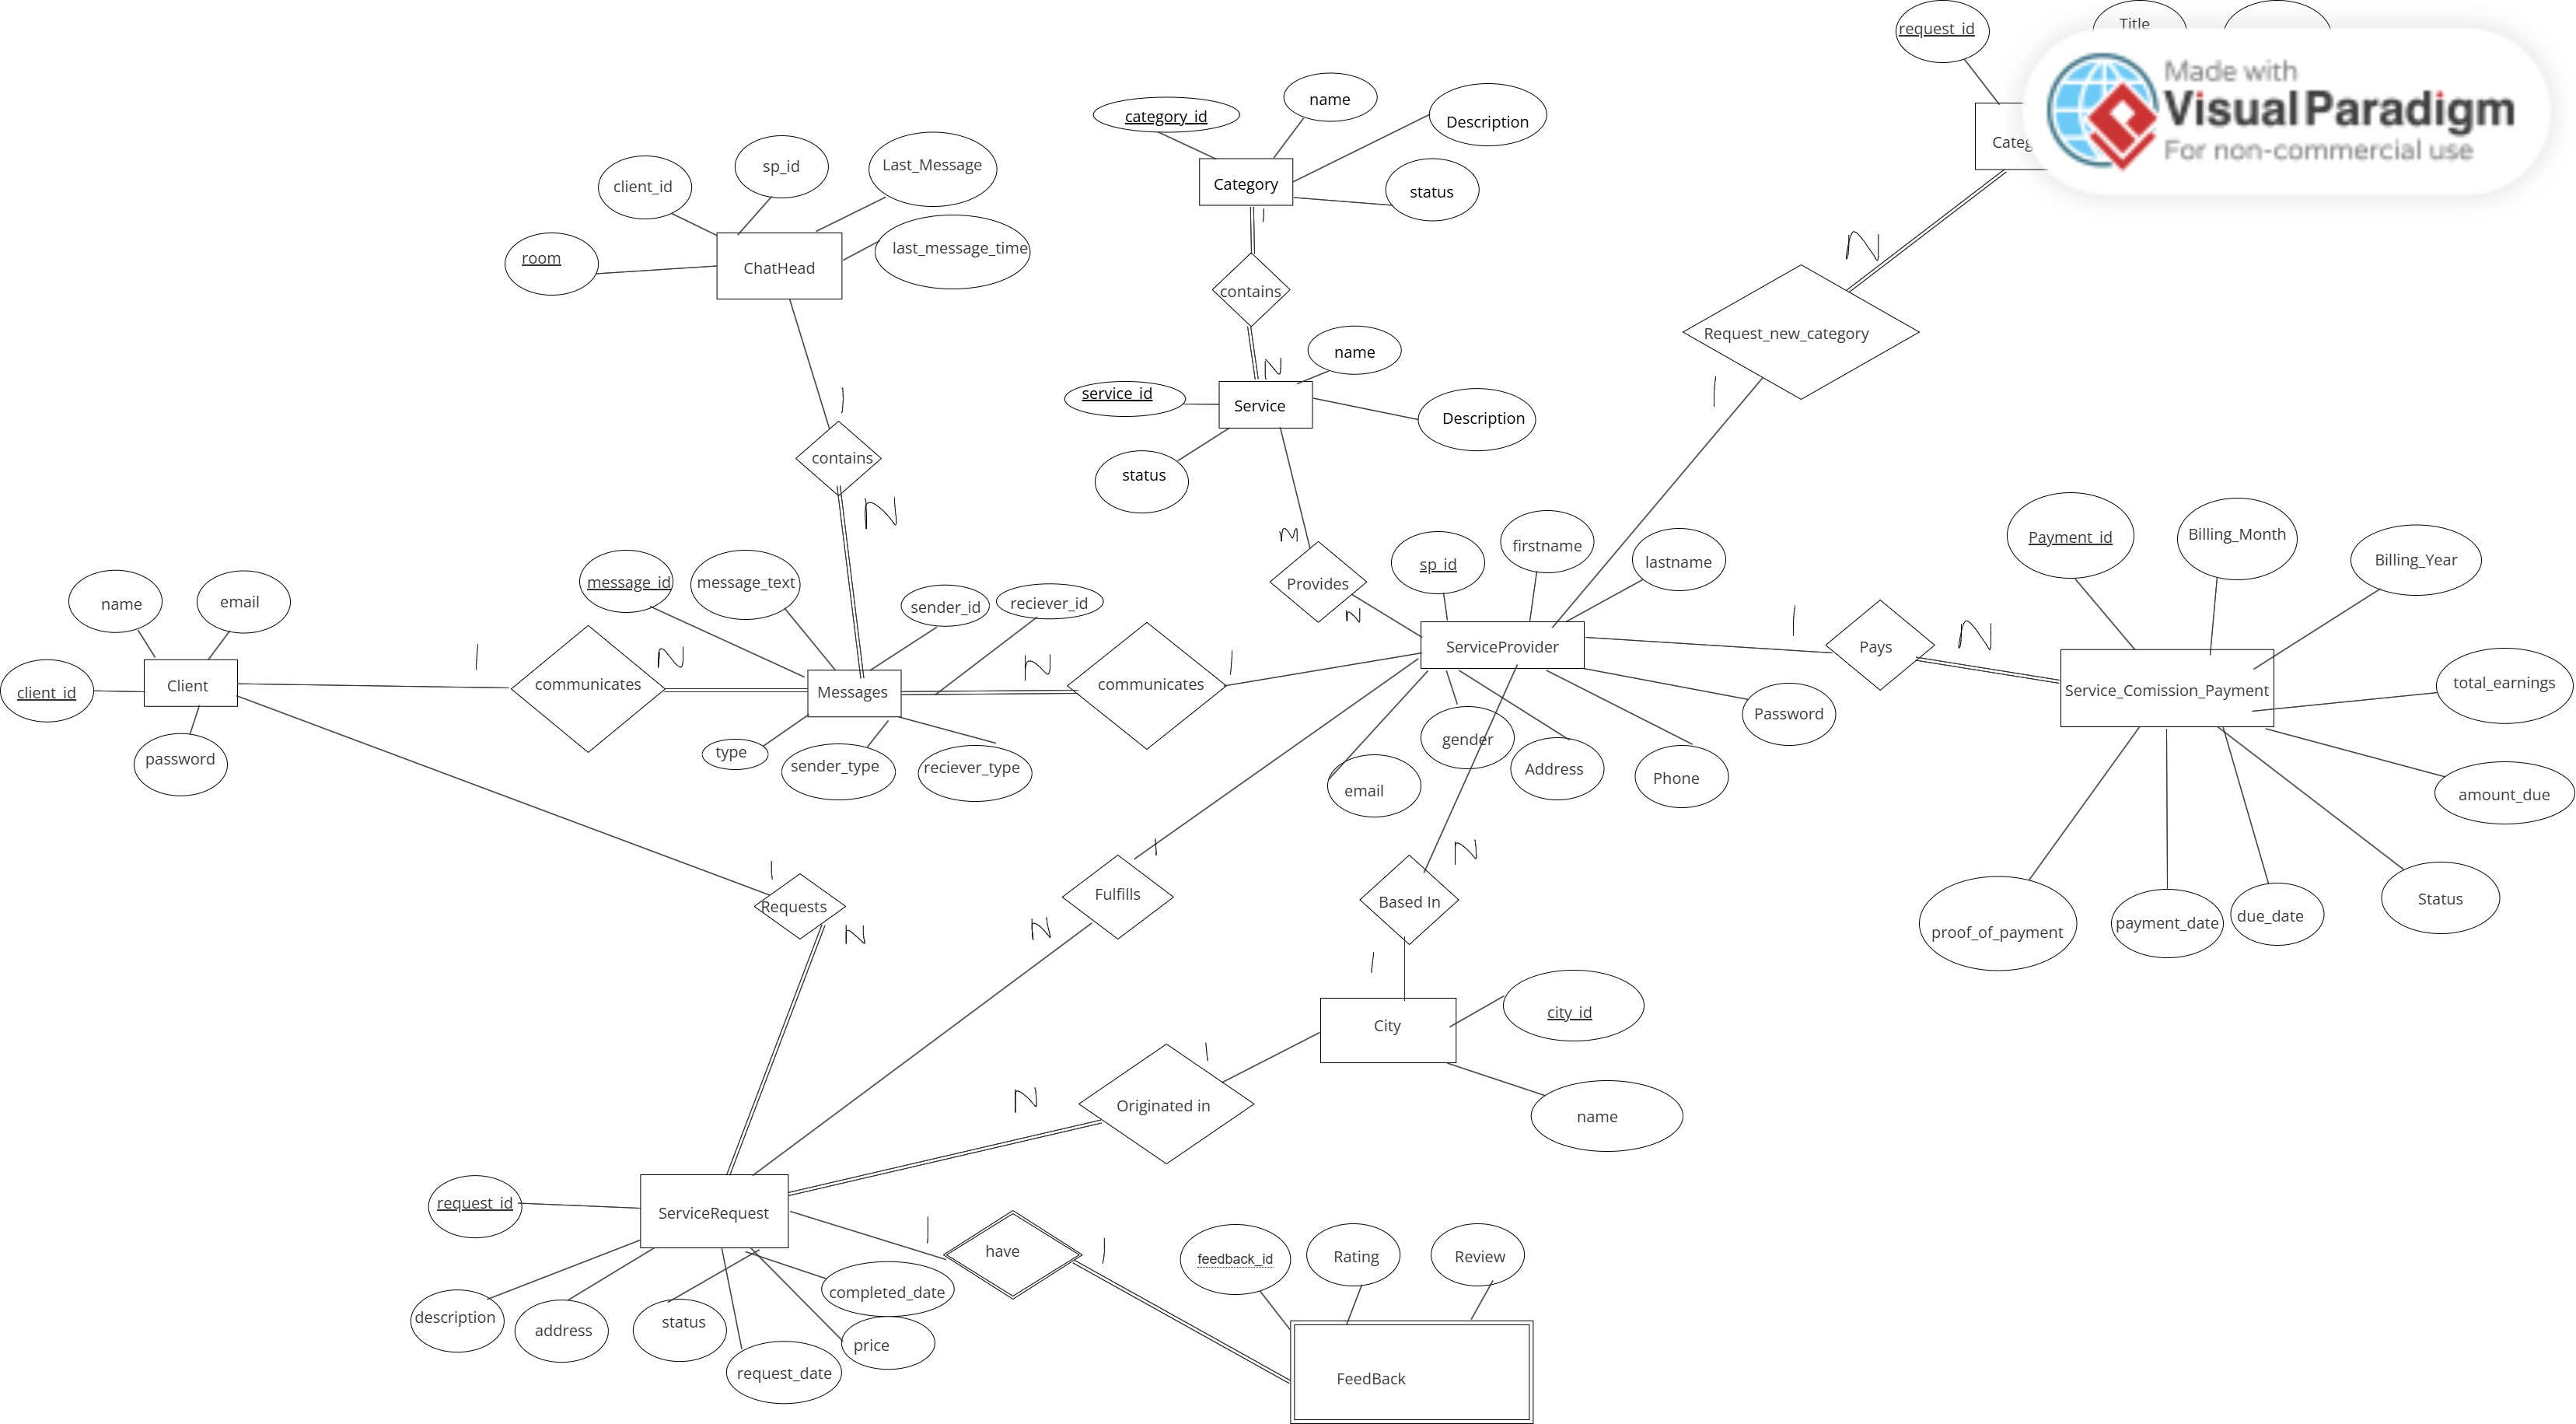 request_id
Title
Made with
Visual Paradigm
For non-commercial use
category_id
name
Description
status
Category
Last_Message
sp_id
client_id
last_message_time
room
ChatHead
1
contains
N
name
service_id
Service
Description
status
N
Request_new_category
1
1
contains
N
M
Provides
N
sp_id
firstname
lastname
Payment_id
Billing_Month
Billing_Year
name
email
message_id
message_text
sender_id
reciever_id
1
communicates
N
N
communicates
1
ServiceProvider
1
Pays
N
Service_Comission_Payment
total_earnings
client_id
Client
Messages
password
type
sender_type
reciever_type
gender
email
Address
Phone
Password
amount_due
1
Requests
N
1
Fulfills
N
N
Based In
1
proof_of_payment
payment_date
due_date
Status
City
city_id
name
1
Originated in
N
request_id
ServiceRequest
1
have
1
feedback_id
Rating
Review
description
address
status
completed_date
price
request_date
FeedBack